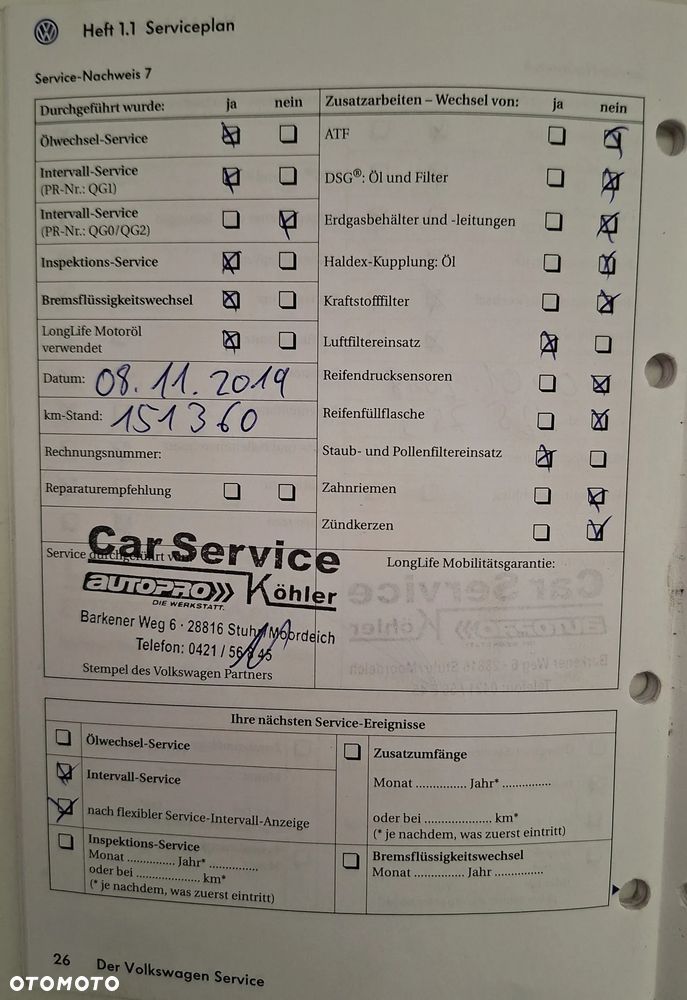 Heft 1.1 Serviceplan
Service-Nachweis 7
Durchgeführt wurde: ja nein
Ölwechsel-Service
Intervall-Service
(PR-Nr.: QG1)
Intervall-Service
(PR-Nr.: QG0/QG2)
Inspektions-Service
Bremsflüssigkeitswechsel
LongLife Motoröl
verwendet
Datum: 08.11.2019
km-Stand: 151360
Rechnungsnummer:
Reparaturempfehlung
Zusatzarbeiten – Wechsel von: ja nein
ATF
DSG®: Öl und Filter
Erdgasbehälter und -leitungen
Haldex-Kupplung: Öl
Kraftstofffilter
Luftfiltereinsatz
Reifendrucksensoren
Reifenfüllflasche
Staub- und Pollenfiltereinsatz
Zahnriemen
Zündkerzen
Service durchgeführt von:
Car Service
AUTOPRO Köhler
DIE WERKSTATT.
Barkener Weg 6 · 28816 Stuhr/Moordeich
Telefon: 0421 / 56 45
Stempel des Volkswagen Partners
LongLife Mobilitätsgarantie:
Ihre nächsten Service-Ereignisse
Ölwechsel-Service
Intervall-Service
nach flexibler Service-Intervall-Anzeige
Inspektions-Service
Monat ............... Jahr* ...............
oder bei .................... km*
(* je nachdem, was zuerst eintritt)
Zusatzumfänge
Monat ............... Jahr* ...............
oder bei .................... km*
(* je nachdem, was zuerst eintritt)
Bremsflüssigkeitswechsel
Monat ............... Jahr ...............
26 Der Volkswagen Service
OTOMOTO